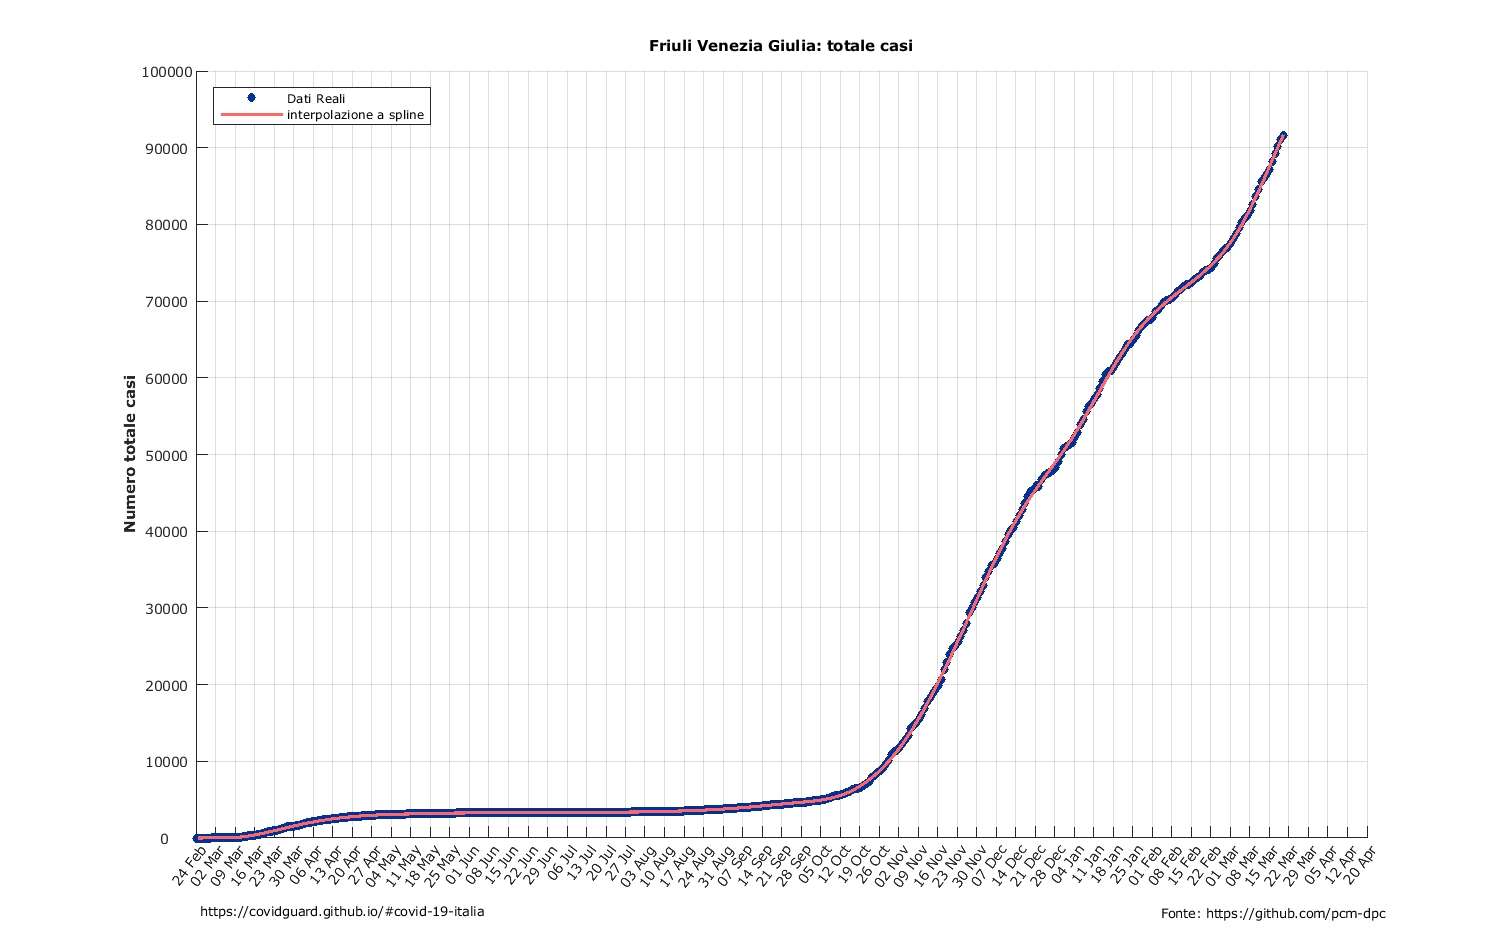 Friuli Venezia Giulia: totale casi
100000
90000
80000
70000
60000
50000
40000
30000
20000
10000
0
Numero totale casi
Dati Reali
interpolazione a spline
24 Feb
02 Mar
09 Mar
16 Mar
23 Mar
30 Mar
06 Apr
13 Apr
20 Apr
27 Apr
04 May
11 May
18 May
25 May
01 Jun
08 Jun
15 Jun
22 Jun
29 Jun
06 Jul
13 Jul
20 Jul
27 Jul
03 Aug
10 Aug
17 Aug
24 Aug
31 Aug
07 Sep
14 Sep
21 Sep
28 Sep
05 Oct
12 Oct
19 Oct
26 Oct
02 Nov
09 Nov
16 Nov
23 Nov
30 Nov
07 Dec
14 Dec
21 Dec
28 Dec
04 Jan
11 Jan
18 Jan
25 Jan
01 Feb
08 Feb
15 Feb
22 Feb
01 Mar
08 Mar
15 Mar
22 Mar
29 Mar
05 Apr
12 Apr
20 Apr
https://covidguard.github.io/#covid-19-italia
Fonte: https://github.com/pcm-dpc